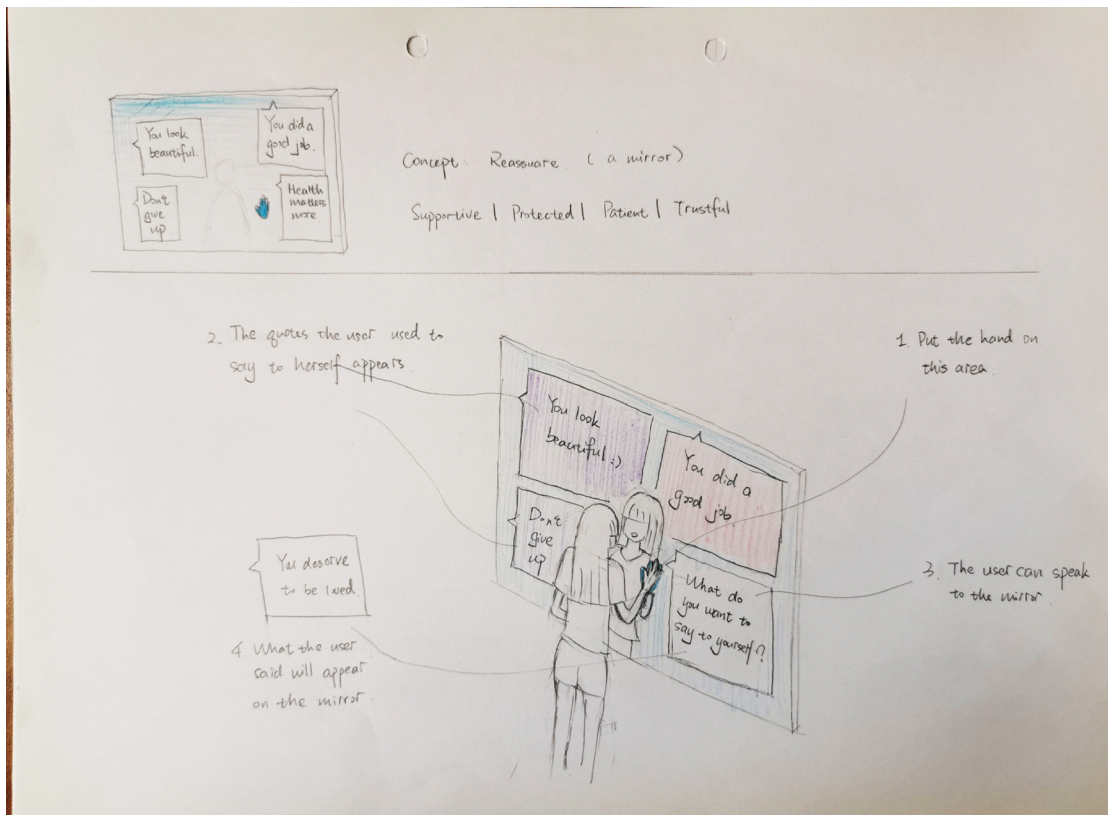 You look
beautiful.
You did a
good job.
Don't
give
up
Health
matters
more
Concept: Reassuare (a mirror)
Supportive | Protected | Patient | Trustful
2. The quotes the user used to
say to herself appears.
1. Put the hand on
this area.
You look
beautiful :)
You did a
good job
Don't
give
up
What do
you want to
say to yourself?
3. The user can speak
to the mirror
You deserve
to be loved.
4. What the user
said will appear
on the mirror.